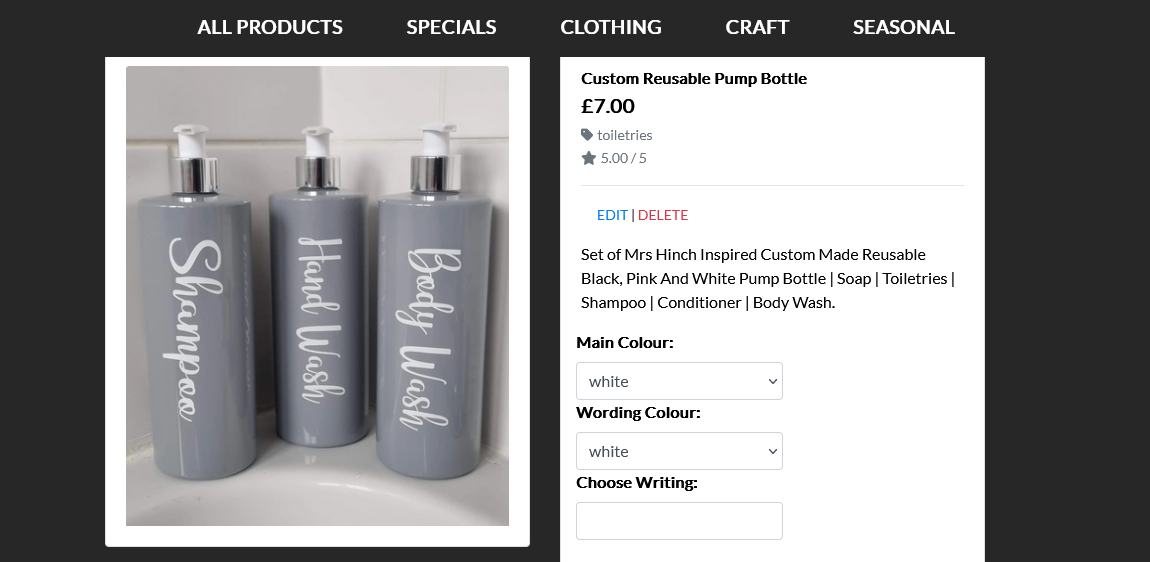 ALL PRODUCTS SPECIALS CLOTHING CRAFT SEASONAL
Shampoo
Hand Wash
Body Wash
Custom Reusable Pump Bottle
£7.00
toiletries
5.00 / 5
EDIT | DELETE
Set of Mrs Hinch Inspired Custom Made Reusable
Black, Pink And White Pump Bottle | Soap | Toiletries |
Shampoo | Conditioner | Body Wash.
Main Colour:
white
Wording Colour:
white
Choose Writing: